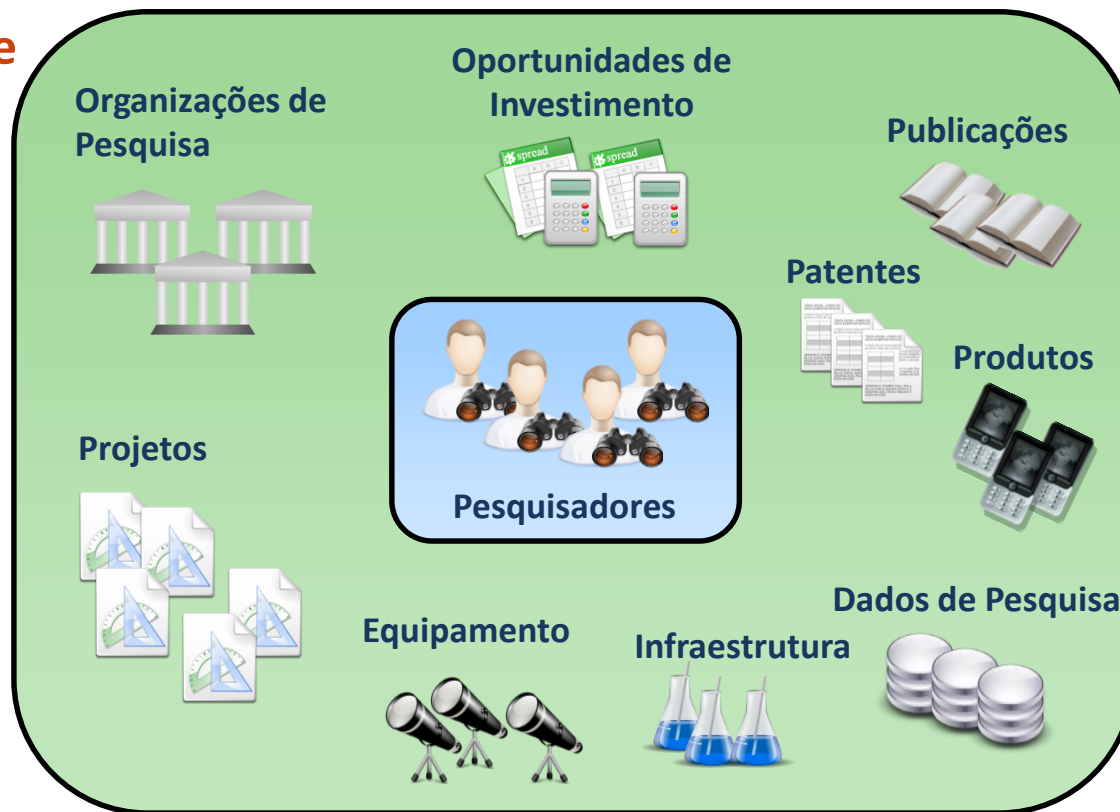 e
Organizações de
Pesquisa
Oportunidades de
Investimento
spread
spread
Publicações
Patentes
Produtos
Pesquisadores
Projetos
Equipamento
Infraestrutura
Dados de Pesquisa